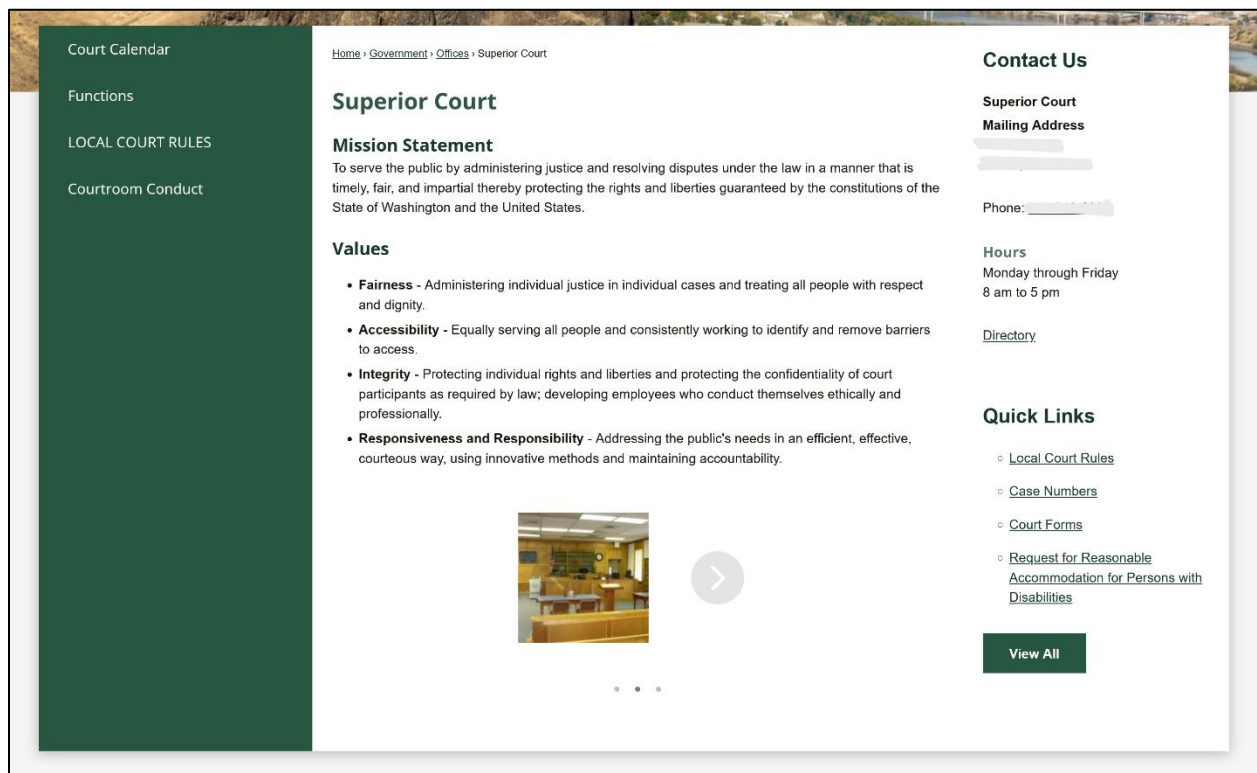 Court Calendar
Functions
LOCAL COURT RULES
Courtroom Conduct
Home › Government › Offices › Superior Court
Superior Court
Mission Statement
To serve the public by administering justice and resolving disputes under the law in a manner that is
timely, fair, and impartial thereby protecting the rights and liberties guaranteed by the constitutions of the
State of Washington and the United States.
Values
• Fairness - Administering individual justice in individual cases and treating all people with respect
and dignity.
• Accessibility - Equally serving all people and consistently working to identify and remove barriers
to access.
• Integrity - Protecting individual rights and liberties and protecting the confidentiality of court
participants as required by law; developing employees who conduct themselves ethically and
professionally.
• Responsiveness and Responsibility - Addressing the public's needs in an efficient, effective,
courteous way, using innovative methods and maintaining accountability.
Contact Us
Superior Court
Mailing Address
Phone:
Hours
Monday through Friday
8 am to 5 pm
Directory
Quick Links
Local Court Rules
Case Numbers
Court Forms
Request for Reasonable
Accommodation for Persons with
Disabilities
View All